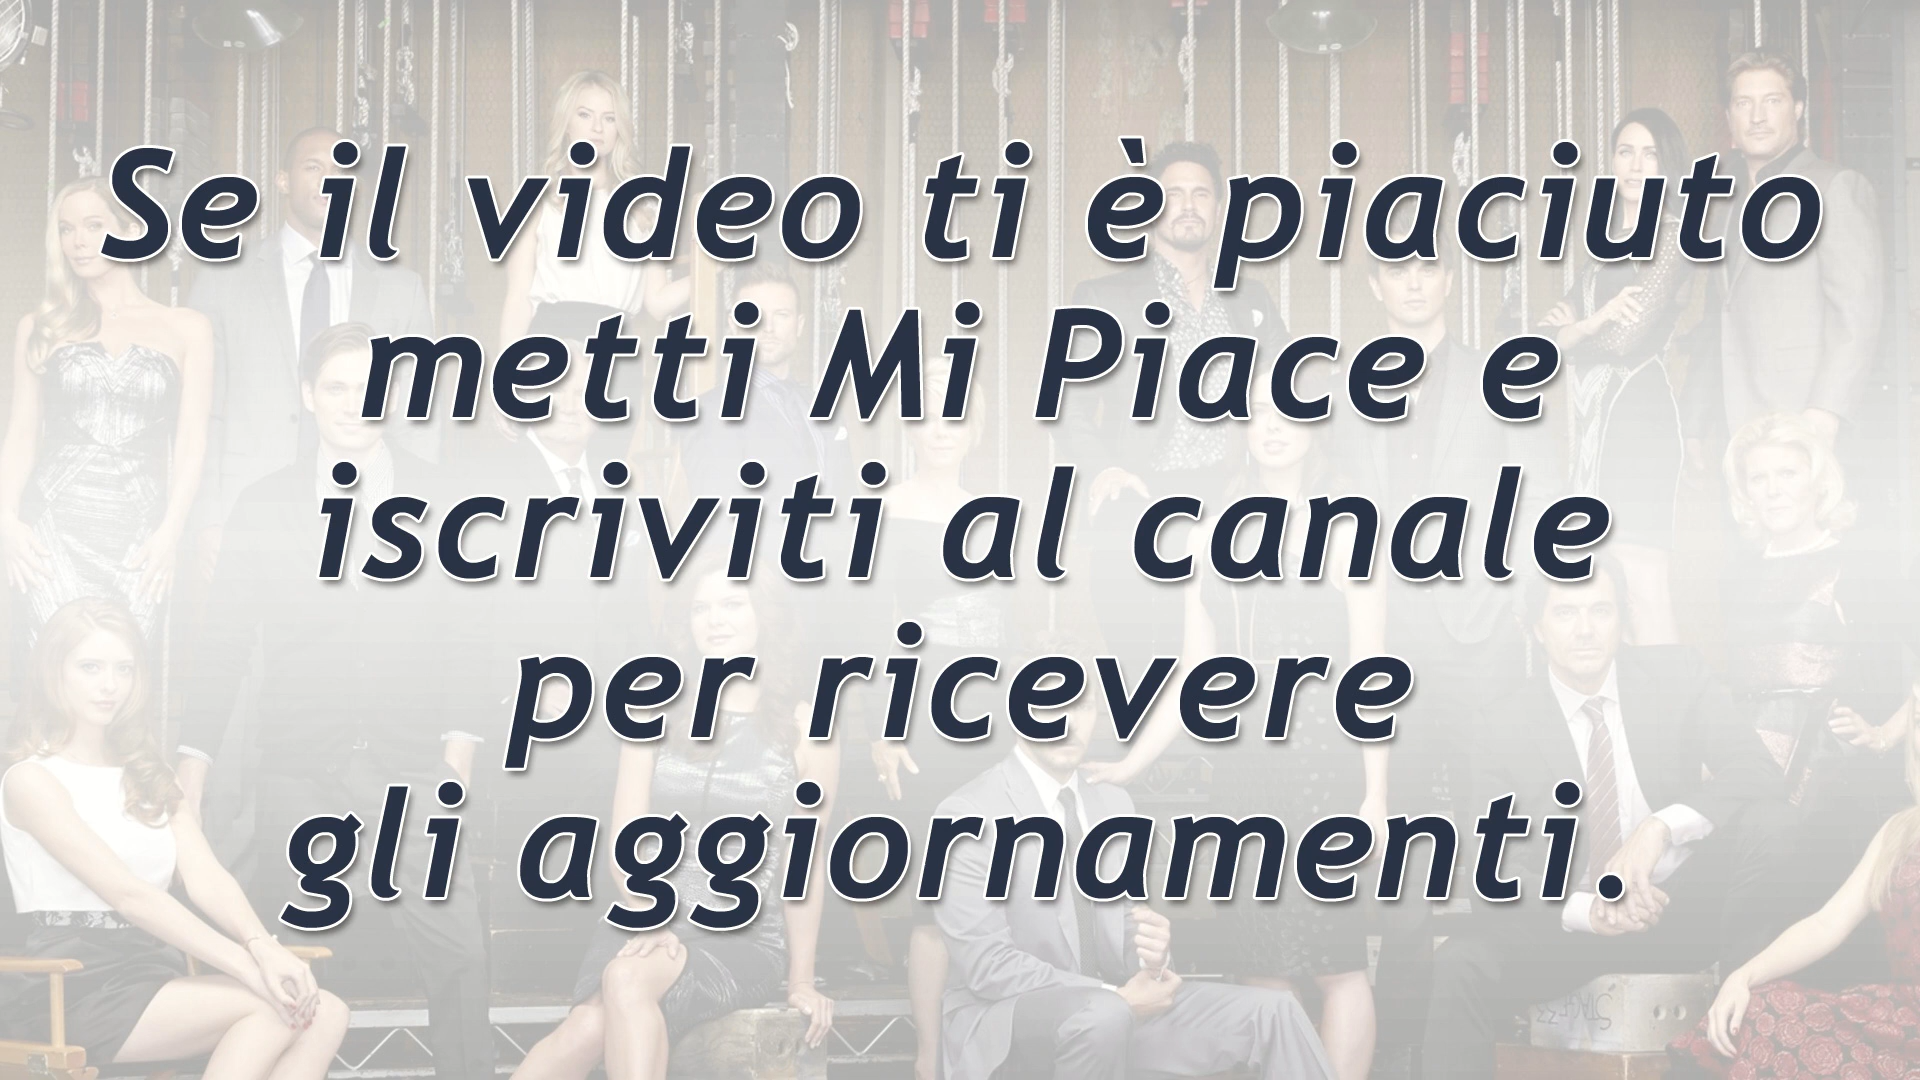 Se il video ti è piaciuto
metti Mi Piace e
iscriviti al canale
per ricevere
gli aggiornamenti.